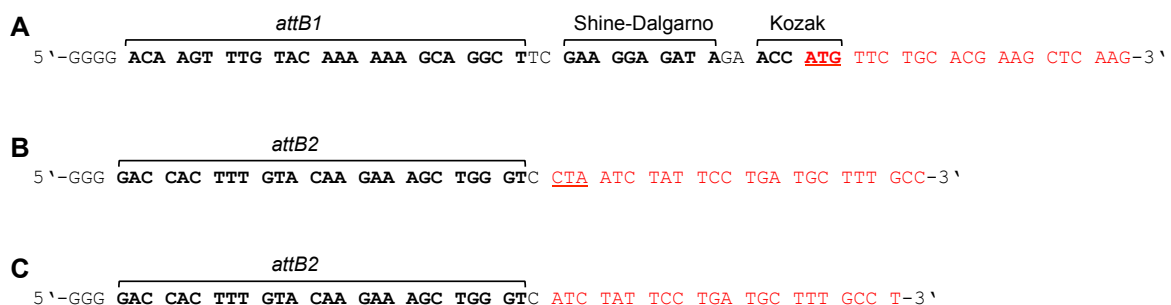 attB1 Shine-Dalgarno Kozak
A
5'-GGGG ACA AGT TTG TAC AAA AAA GCA GGC TTC GAA GGA GAT AGA ACC ATG TTC TGC ACG AAG CTC AAG-3'
attB2
B
5'-GGG GAC CAC TTT GTA CAA GAA AGC TGG GTC CTA ATC TAT TCC TGA TGC TTT GCC-3'
attB2
C
5'-GGG GAC CAC TTT GTA CAA GAA AGC TGG GTC ATC TAT TCC TGA TGC TTT GCC T-3'